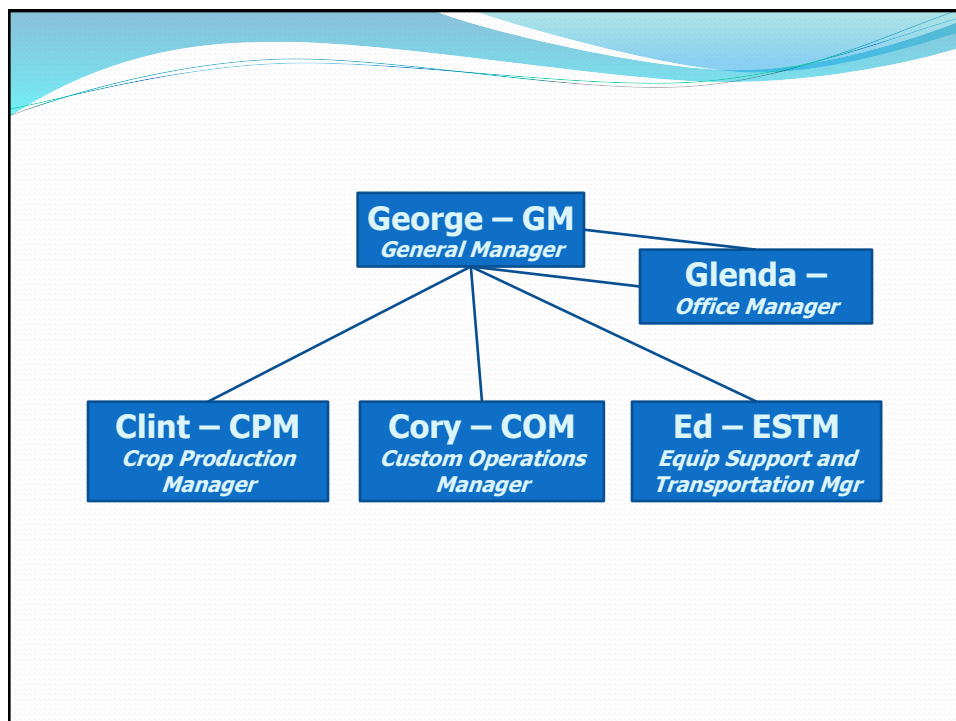 George – GM
General Manager
Glenda –
Office Manager
Clint – CPM
Crop Production
Manager
Cory – COM
Custom Operations
Manager
Ed – ESTM
Equip Support and
Transportation Mgr